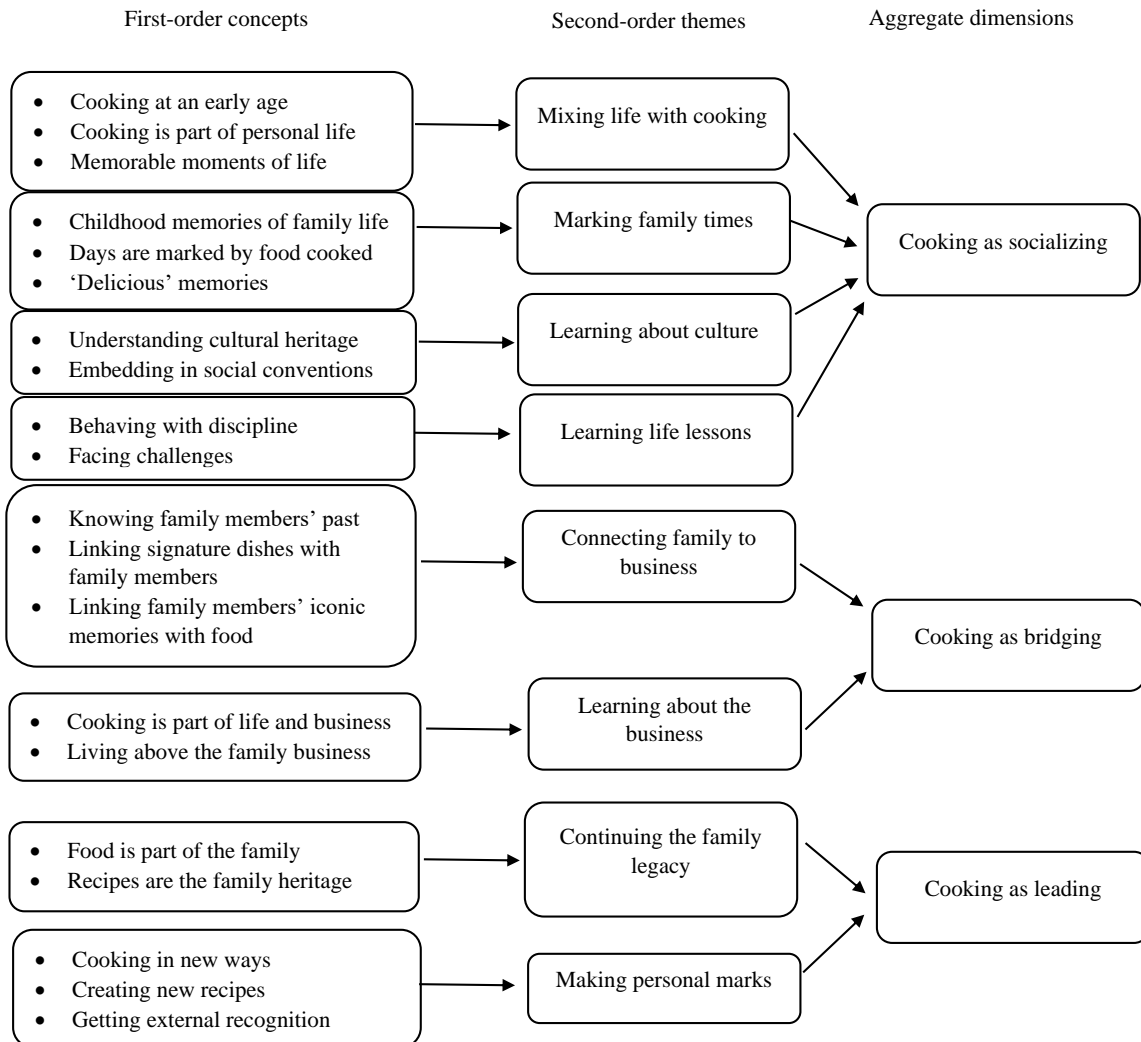 First-order concepts
Second-order themes
Aggregate dimensions
• Cooking at an early age
• Cooking is part of personal life
• Memorable moments of life
Mixing life with cooking
• Childhood memories of family life
• Days are marked by food cooked
• ‘Delicious’ memories
Marking family times
Cooking as socializing
• Understanding cultural heritage
• Embedding in social conventions
Learning about culture
• Behaving with discipline
• Facing challenges
Learning life lessons
• Knowing family members’ past
• Linking signature dishes with
family members
• Linking family members’ iconic
memories with food
Connecting family to
business
Cooking as bridging
• Cooking is part of life and business
• Living above the family business
Learning about the
business
• Food is part of the family
• Recipes are the family heritage
Continuing the family
legacy
Cooking as leading
• Cooking in new ways
• Creating new recipes
• Getting external recognition
Making personal marks